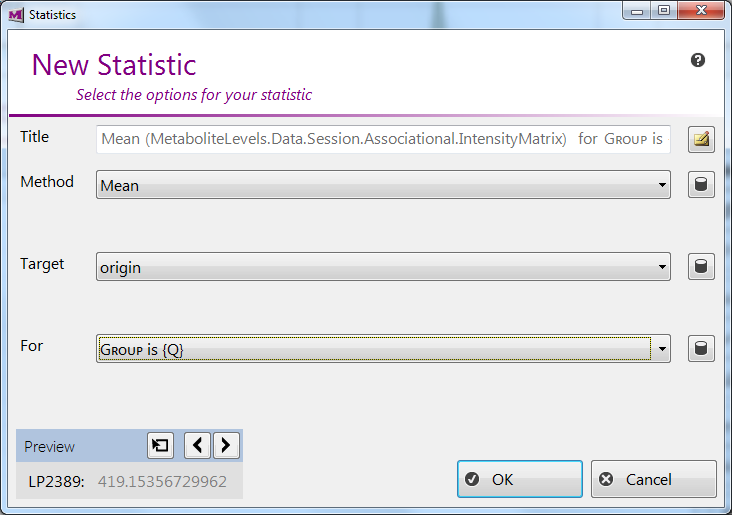 Statistics
New Statistic
Select the options for your statistic
Title
Mean (MetaboliteLevels.Data.Session.Associational.IntensityMatrix) for Group is
Method
Mean
Target
origin
For
Group is {Q}
Preview
LP2389: 419.15356729962
OK
Cancel